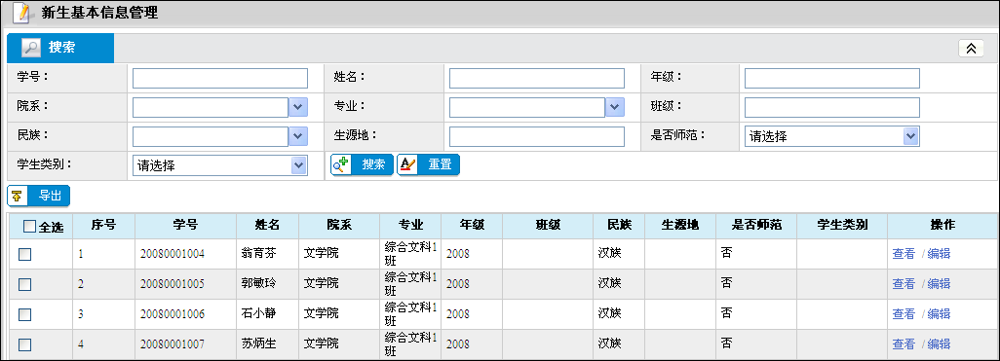 新生基本信息管理
搜索
学号： 姓名： 年级：
院系： 专业： 班级：
民族： 生源地： 是否师范： 请选择
学生类别： 请选择 搜索 重置
导出
全选 序号 学号 姓名 院系 专业 年级 班级 民族 生源地 是否师范 学生类别 操作
1 20080001004 翁育芬 文学院 综合文科1班 2008 汉族 否 查看 / 编辑
2 20080001005 郭敏玲 文学院 综合文科1班 2008 汉族 否 查看 / 编辑
3 20080001006 石小静 文学院 综合文科1班 2008 汉族 否 查看 / 编辑
4 20080001007 苏炳生 文学院 综合文科1班 2008 汉族 否 查看 / 编辑